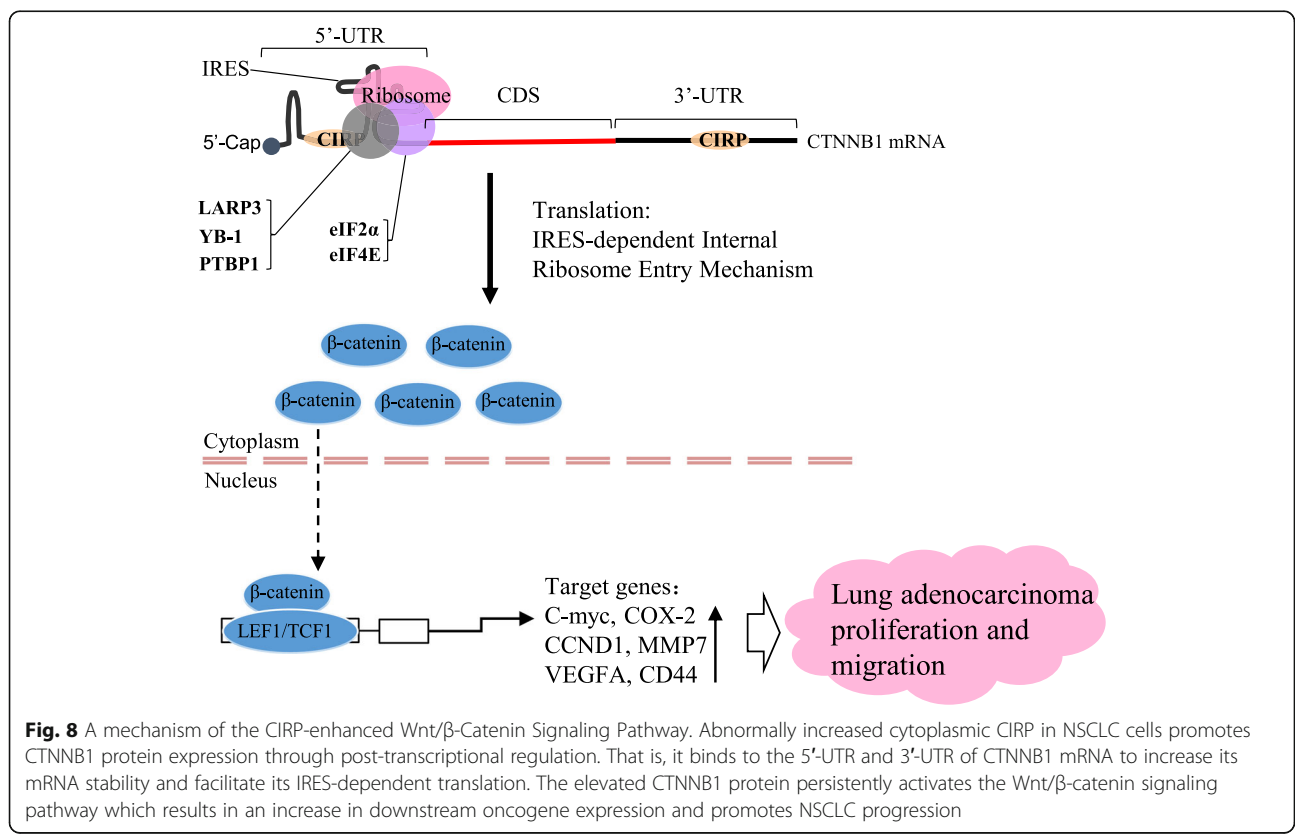 5’-UTR
IRES
Ribosome
CDS
3’-UTR
5’-Cap
CIRP
CIRP
CTNNB1 mRNA
LARP3
YB-1
PTBP1
eIF2α
eIF4E
Translation:
IRES-dependent Internal
Ribosome Entry Mechanism
β-catenin
β-catenin
β-catenin
β-catenin
β-catenin
Cytoplasm
Nucleus
β-catenin
LEF1/TCF1
Target genes：
C-myc, COX-2
CCND1, MMP7
VEGFA, CD44
Lung adenocarcinoma
proliferation and
migration
Fig. 8 A mechanism of the CIRP-enhanced Wnt/β-Catenin Signaling Pathway. Abnormally increased cytoplasmic CIRP in NSCLC cells promotes
CTNNB1 protein expression through post-transcriptional regulation. That is, it binds to the 5′-UTR and 3′-UTR of CTNNB1 mRNA to increase its
mRNA stability and facilitate its IRES-dependent translation. The elevated CTNNB1 protein persistently activates the Wnt/β-catenin signaling
pathway which results in an increase in downstream oncogene expression and promotes NSCLC progression